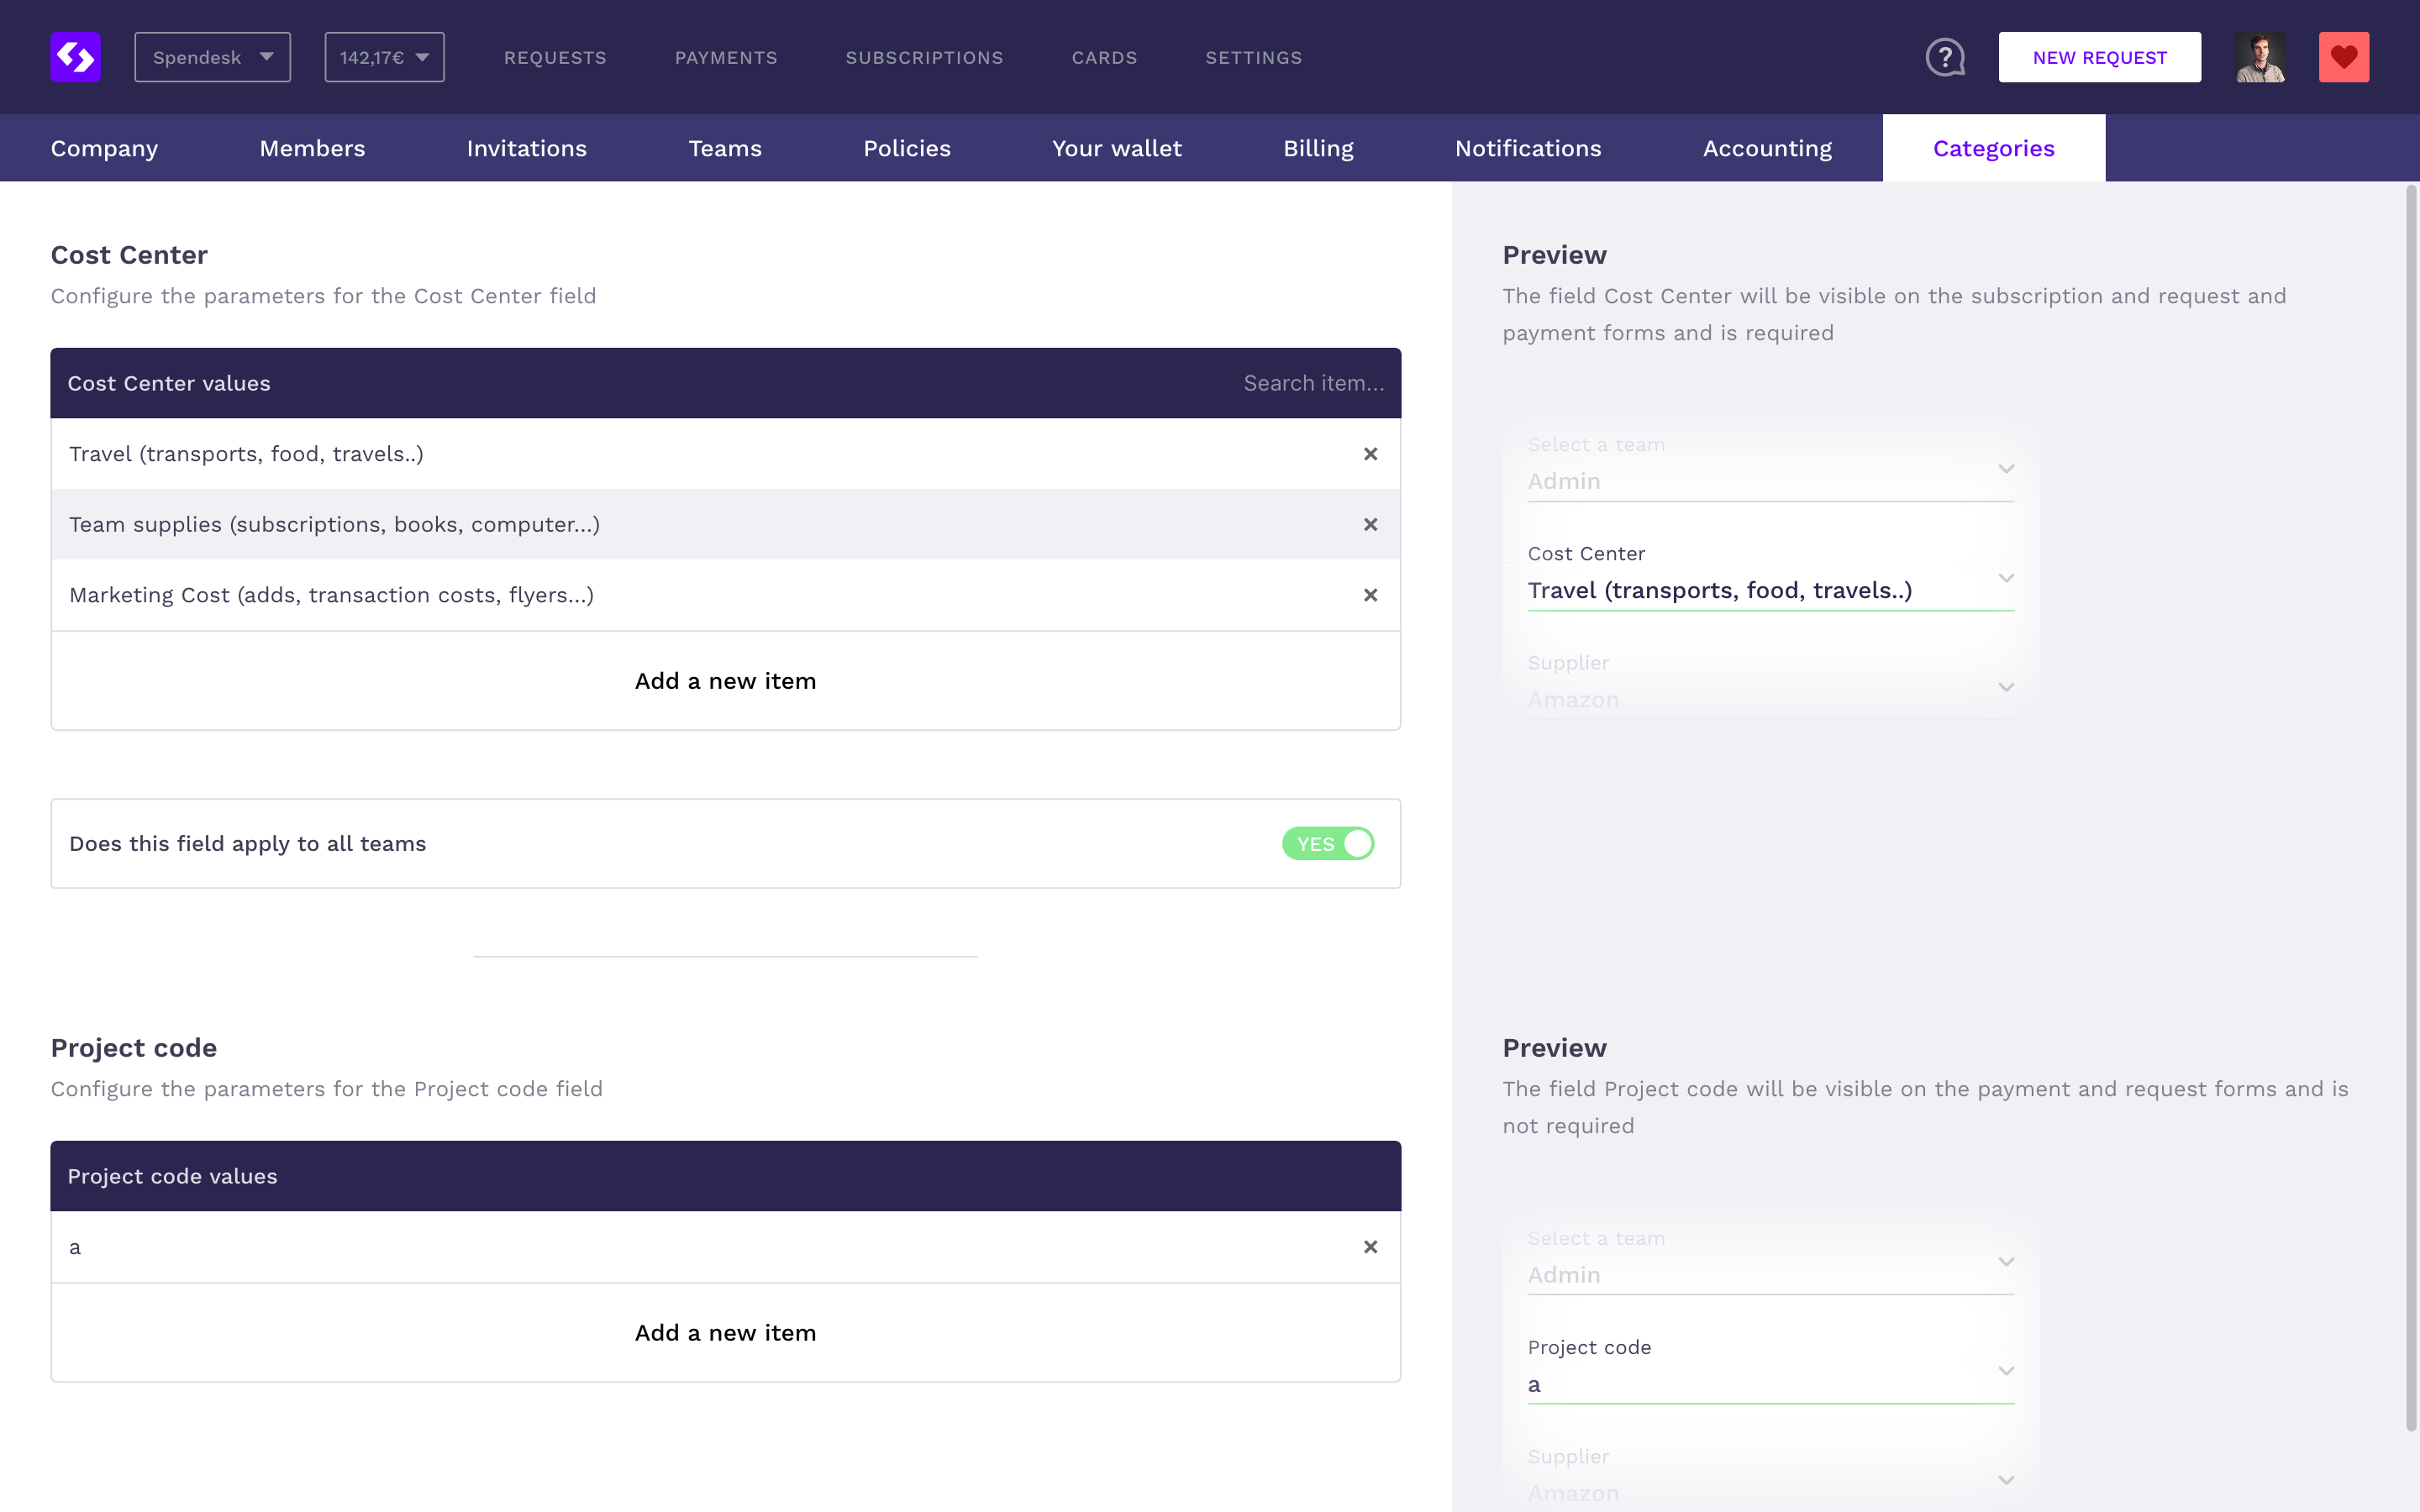 Spendesk
142,17€
REQUESTS
PAYMENTS
SUBSCRIPTIONS
CARDS
SETTINGS
?
NEW REQUEST
Company
Members
Invitations
Teams
Policies
Your wallet
Billing
Notifications
Accounting
Categories
Cost Center
Configure the parameters for the Cost Center field
Cost Center values
Search item...
Travel (transports, food, travels..)
Team supplies (subscriptions, books, computer...)
Marketing Cost (adds, transaction costs, flyers...)
Add a new item
Does this field apply to all teams
YES
Preview
The field Cost Center will be visible on the subscription and request and
payment forms and is required
Select a team
Admin
Cost Center
Travel (transports, food, travels..)
Supplier
Amazon
Project code
Configure the parameters for the Project code field
Project code values
a
Add a new item
Preview
The field Project code will be visible on the payment and request forms and is
not required
Select a team
Admin
Project code
a
Supplier
Amazon